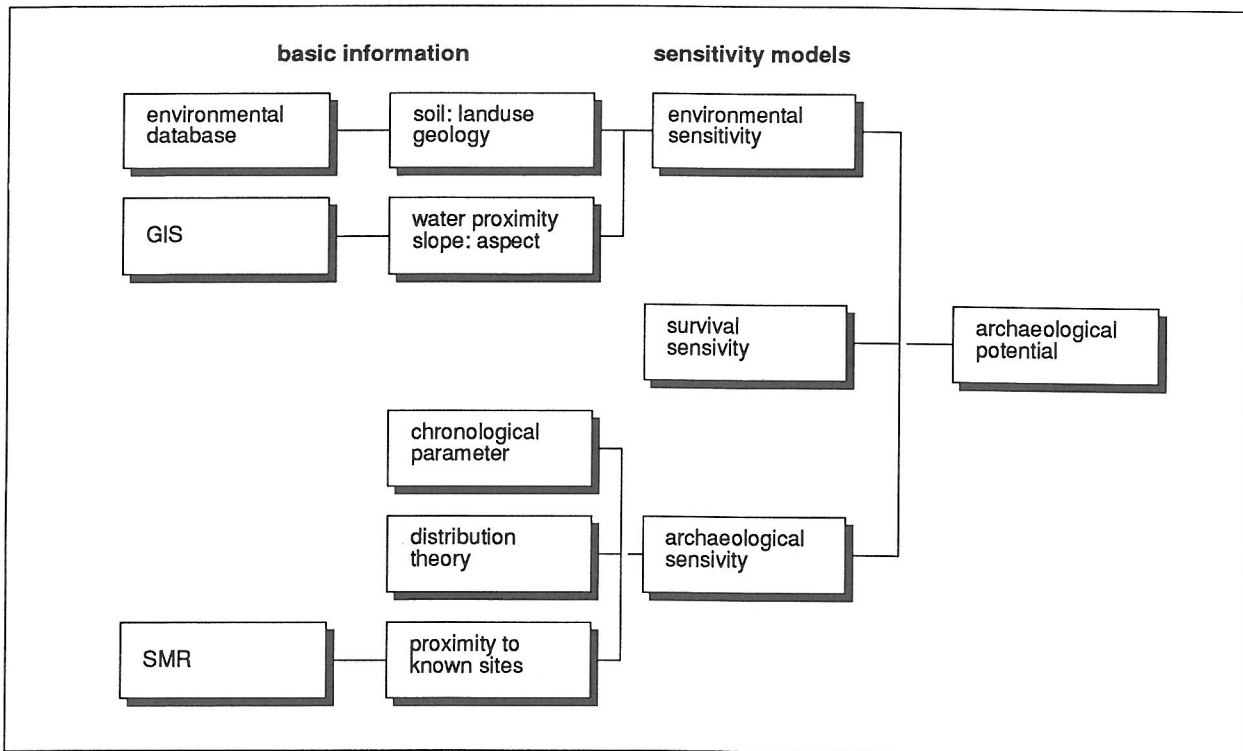 basic information
sensitivity models
environmental
database
soil: landuse
geology
environmental
sensitivity
GIS
water proximity
slope: aspect
survival
sensivity
archaeological
potential
chronological
parameter
distribution
theory
archaeological
sensivity
SMR
proximity to
known sites